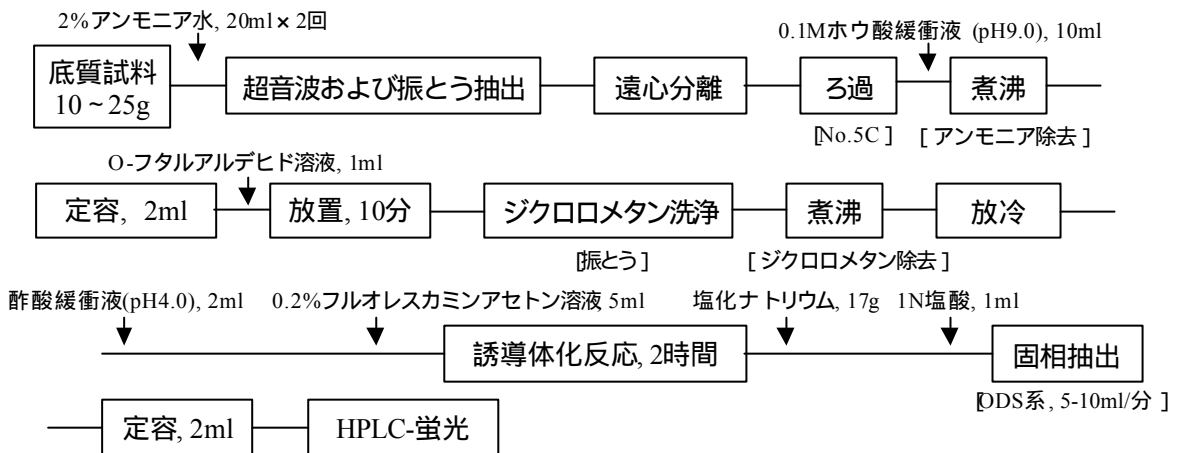 2%アンモニア水, 20ml×2回
0.1Mホウ酸緩衝液 (pH9.0), 10ml
底質試料
10~25g
超音波および振とう抽出
遠心分離
ろ過
煮沸
[No.5C]
[アンモニア除去]
O-フタルアルデヒド溶液, 1ml
定容, 2ml
放置, 10分
ジクロロメタン洗浄
煮沸
放冷
[振とう]
[ジクロロメタン除去]
酢酸緩衝液(pH4.0), 2ml
0.2%フルオレスカミンアセトン溶液, 5ml
塩化ナトリウム, 17g
1N塩酸, 1ml
誘導体化反応, 2時間
固相抽出
[ODS系, 5-10ml/分]
定容, 2ml
HPLC-蛍光